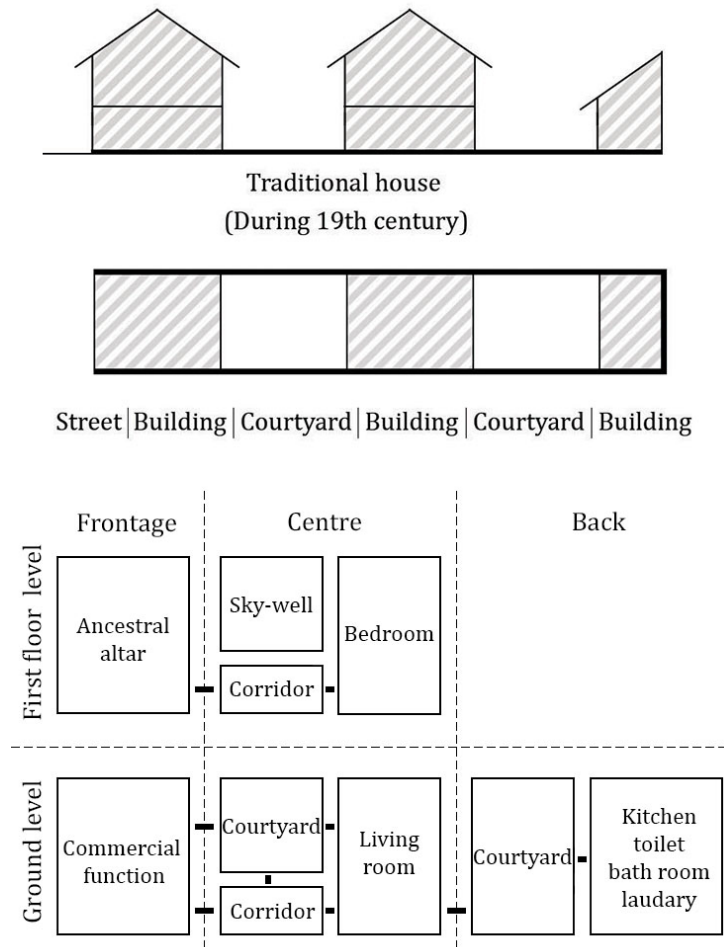 Traditional house
(During 19th century)
Street | Building | Courtyard | Building | Courtyard | Building
Frontage Centre Back
First floor level
Ancestral
altar
Sky-well
Corridor
Bedroom
Ground level
Commercial
function
Courtyard
Corridor
Living
room
Courtyard
Kitchen
toilet
bath room
laudary